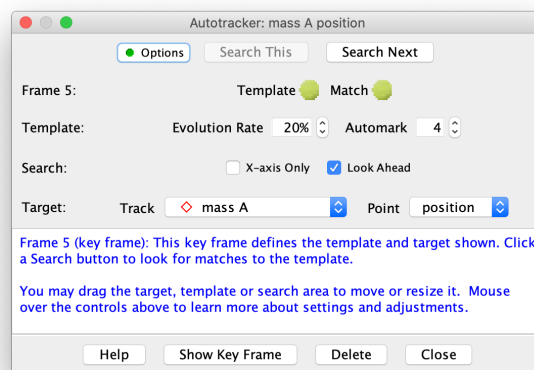 Autotracker: mass A position
Options Search This Search Next
Frame 5: Template Match
Template: Evolution Rate 20% Automark 4
Search: X-axis Only Look Ahead
Target: Track mass A Point position
Frame 5 (key frame): This key frame defines the template and target shown. Click
a Search button to look for matches to the template.
You may drag the target, template or search area to move or resize it. Mouse
over the controls above to learn more about settings and adjustments.
Help Show Key Frame Delete Close